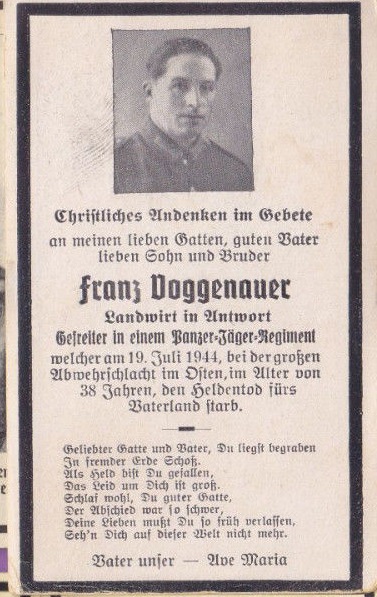 Christliches Andenken im Gebete
an meinen lieben Gatten, guten Vater
lieben Sohn und Bruder
Franz Doggenauer
Landwirt in Antwort
Gefreiter in einem Panzer-Jäger-Regiment
welcher am 19. Juli 1944, bei der großen
Abwehrschlacht im Osten, im Alter von
38 Jahren, den Heldentod fürs
Vaterland starb.
Geliebter Gatte und Vater, Du liegst begraben
In fremder Erde Schoß.
Als Held bist Du gefallen,
Das Leid um Dich ist groß.
Schlaf wohl, Du guter Gatte,
Der Abschied war so schwer,
Deine Lieben mußt Du so früh verlassen,
Seh'n Dich auf dieser Welt nicht mehr.
Vater unser — Ave Maria